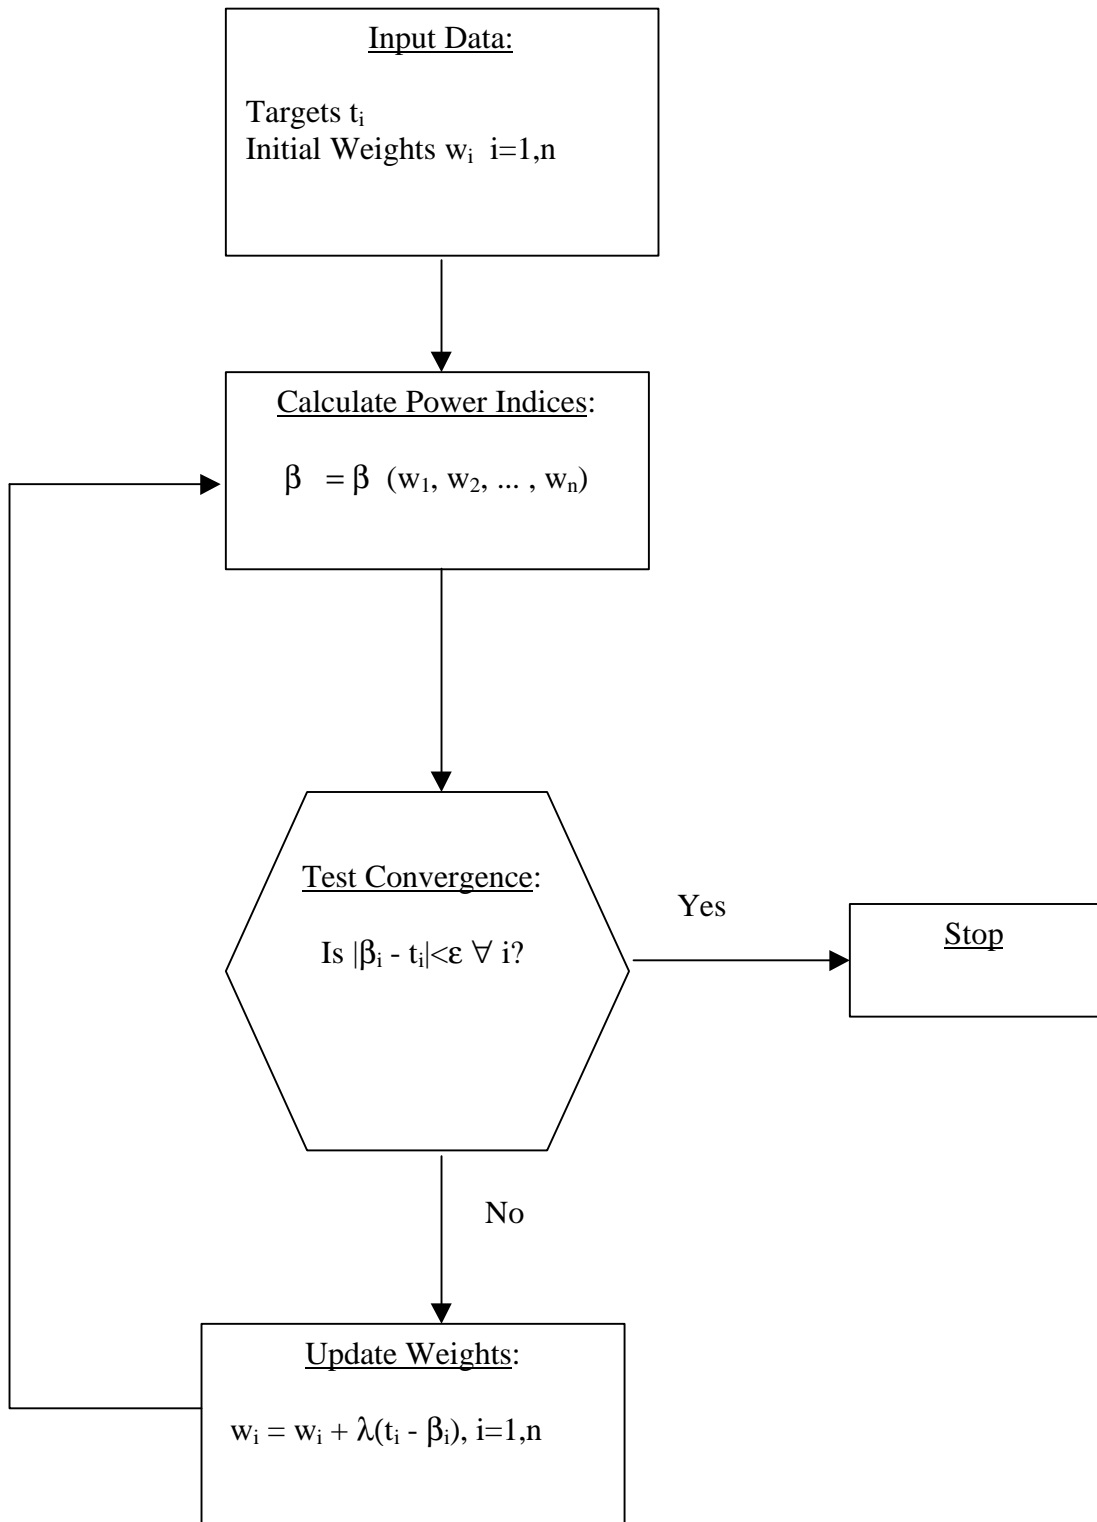 Input Data:
Targets tᵢ
Initial Weights wᵢ i=1,n
Calculate Power Indices:
β = β (w₁, w₂, ... , wₙ)
Test Convergence:
Is |βᵢ - tᵢ|<ε ∀ i?
Yes
Stop
No
Update Weights:
wᵢ = wᵢ + λ(tᵢ - βᵢ), i=1,n